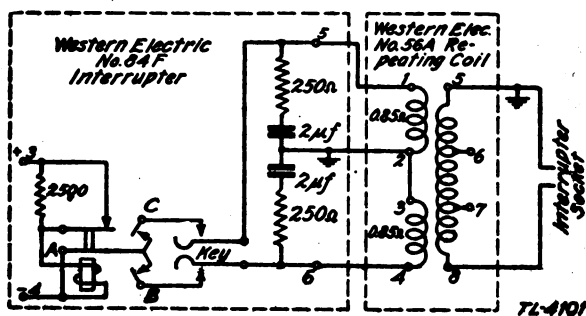 Western Electric
No.84F
Interrupter
Western Elec.
No.56A Re-
peating Coil
5
250Ω
2μf
2μf
250Ω
6
+3
250Ω
A
-4
C
B
Key
1
0.85Ω
2
3
0.85Ω
4
5
6
7
8
Interrupter
Socket
TL-4101